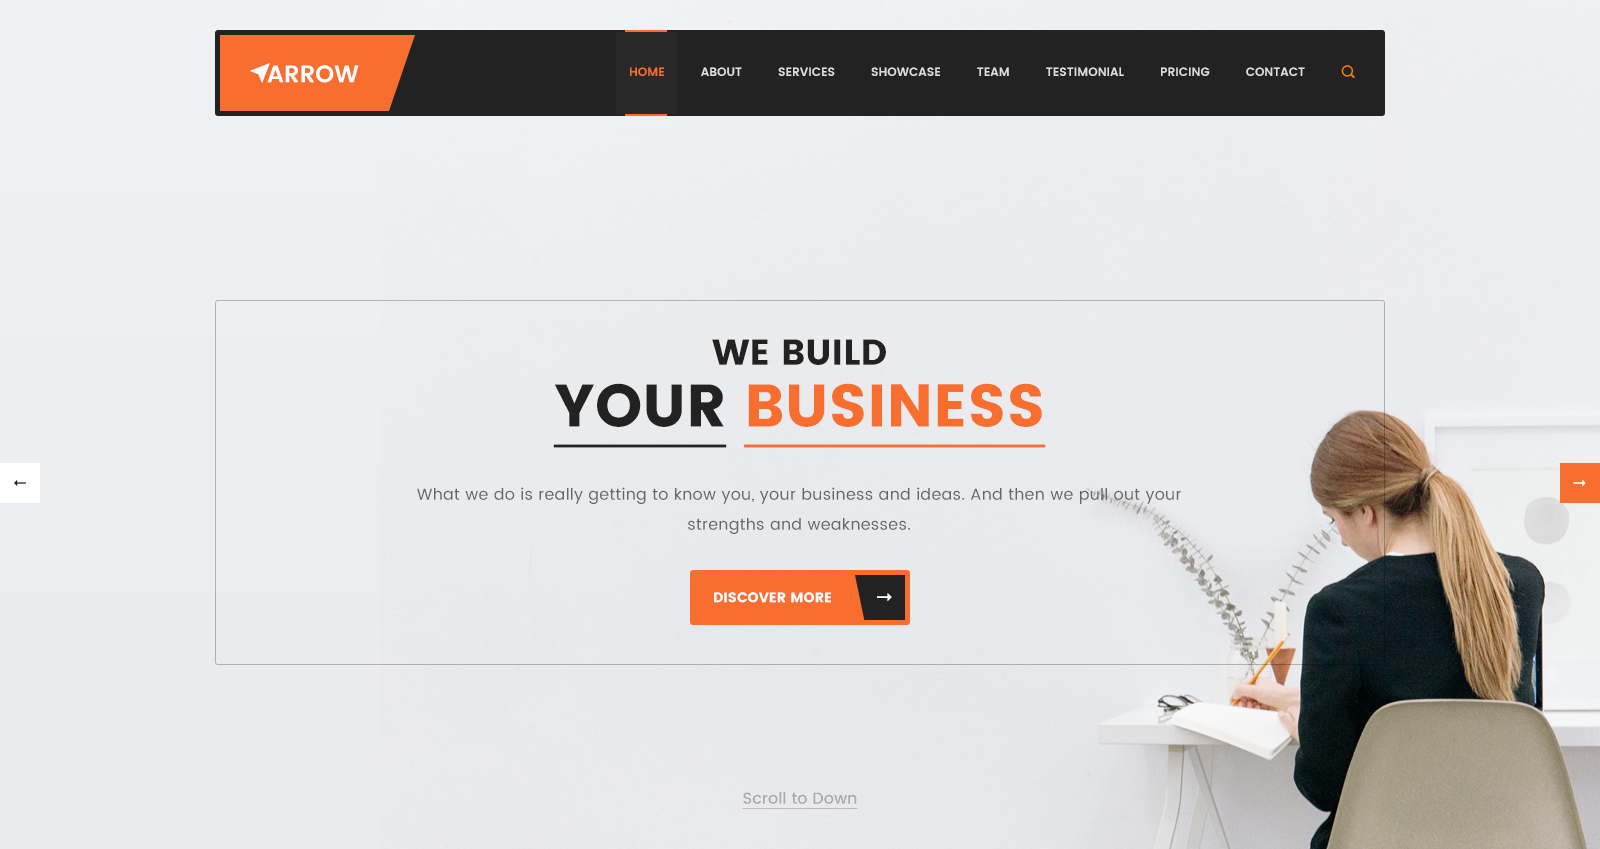 ARROW
HOME ABOUT SERVICES SHOWCASE TEAM TESTIMONIAL PRICING CONTACT
WE BUILD
YOUR BUSINESS
What we do is really getting to know you, your business and ideas. And then we pull out your
strengths and weaknesses.
DISCOVER MORE
Scroll to Down